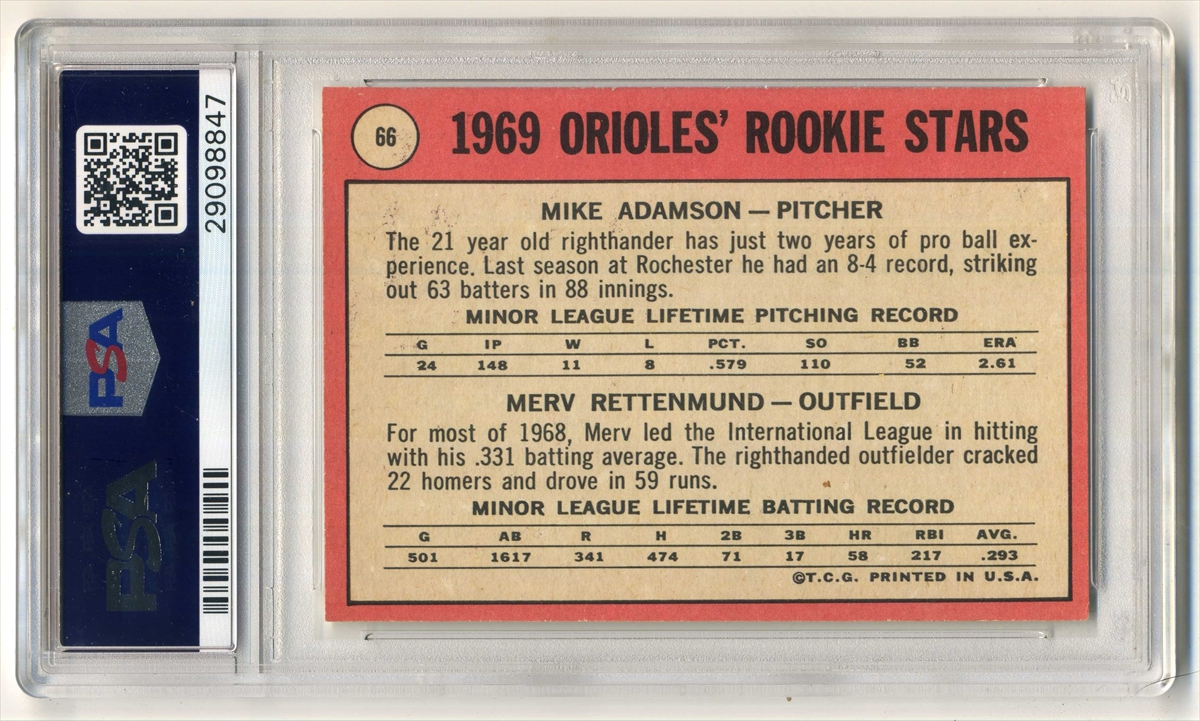 29098847
PSA
PSA
66
1969 ORIOLES' ROOKIE STARS
MIKE ADAMSON — PITCHER
The 21 year old righthander has just two years of pro ball ex-
perience. Last season at Rochester he had an 8-4 record, striking
out 63 batters in 88 innings.
MINOR LEAGUE LIFETIME PITCHING RECORD
G IP W L PCT. SO BB ERA
24 148 11 8 .579 110 52 2.61
MERV RETTENMUND — OUTFIELD
For most of 1968, Merv led the International League in hitting
with his .331 batting average. The righthanded outfielder cracked
22 homers and drove in 59 runs.
MINOR LEAGUE LIFETIME BATTING RECORD
G AB R H 2B 3B HR RBI AVG.
501 1617 341 474 71 17 58 217 .293
©T.C.G. PRINTED IN U.S.A.